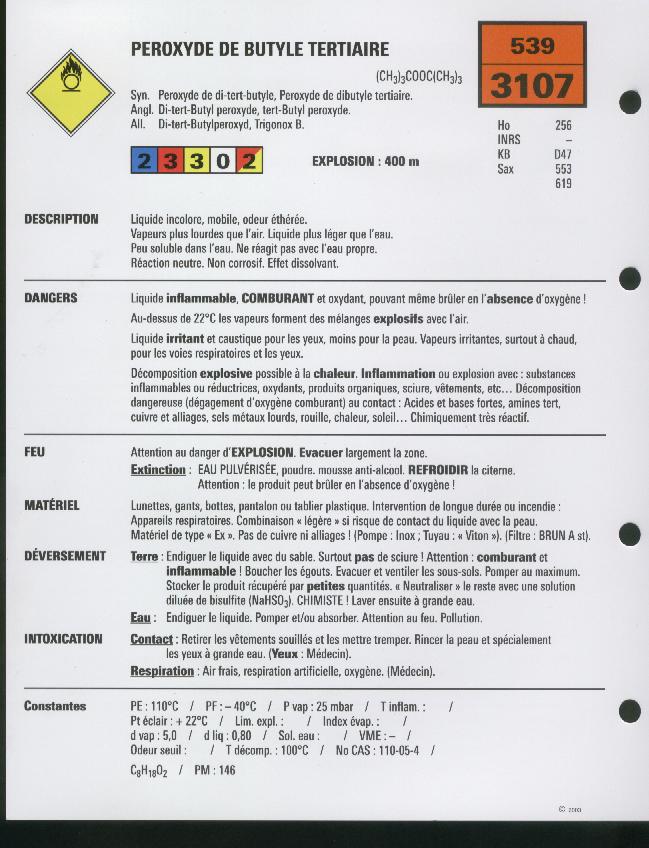 PEROXYDE DE BUTYLE TERTIAIRE
539
3107
(CH₃)₃COOC(CH₃)₃
Syn. Peroxyde de di-tert-butyle, Peroxyde de dibutyle tertiaire.
Angl. Di-tert-Butyl peroxyde, tert-Butyl peroxyde.
All. Di-tert-Butylperoxyd, Trigonox B.
Ho 256
INRS –
KB D47
Sax 553
619
2 3 3 0 2
EXPLOSION : 400 m
DESCRIPTION
Liquide incolore, mobile, odeur éthérée.
Vapeurs plus lourdes que l'air. Liquide plus léger que l'eau.
Peu soluble dans l'eau. Ne réagit pas avec l'eau propre.
Réaction neutre. Non corrosif. Effet dissolvant.
DANGERS
Liquide inflammable, COMBURANT et oxydant, pouvant même brûler en l'absence d'oxygène !
Au-dessus de 22°C les vapeurs forment des mélanges explosifs avec l'air.
Liquide irritant et caustique pour les yeux, moins pour la peau. Vapeurs irritantes, surtout à chaud,
pour les voies respiratoires et les yeux.
Décomposition explosive possible à la chaleur. Inflammation ou explosion avec : substances
inflammables ou réductrices, oxydants, produits organiques, sciure, vêtements, etc... Décomposition
dangereuse (dégagement d'oxygène comburant) au contact : Acides et bases fortes, amines tert,
cuivre et alliages, sels métaux lourds, rouille, chaleur, soleil... Chimiquement très réactif.
FEU
Attention au danger d'EXPLOSION. Evacuer largement la zone.
Extinction : EAU PULVÉRISÉE, poudre. mousse anti-alcool. REFROIDIR la citerne.
Attention : le produit peut brûler en l'absence d'oxygène !
MATÉRIEL
Lunettes, gants, bottes, pantalon ou tablier plastique. Intervention de longue durée ou incendie :
Appareils respiratoires. Combinaison « légère » si risque de contact du liquide avec la peau.
Matériel de type « Ex ». Pas de cuivre ni alliages ! (Pompe : Inox ; Tuyau : « Viton »). (Filtre : BRUN A st).
DÉVERSEMENT
Terre : Endiguer le liquide avec du sable. Surtout pas de sciure ! Attention : comburant et
inflammable ! Boucher les égouts. Evacuer et ventiler les sous-sols. Pomper au maximum.
Stocker le produit récupéré par petites quantités. « Neutraliser » le reste avec une solution
diluée de bisulfite (NaHSO₃). CHIMISTE ! Laver ensuite à grande eau.
Eau : Endiguer le liquide. Pomper et/ou absorber. Attention au feu. Pollution.
INTOXICATION
Contact : Retirer les vêtements souillés et les mettre tremper. Rincer la peau et spécialement
les yeux à grande eau. (Yeux : Médecin).
Respiration : Air frais, respiration artificielle, oxygène. (Médecin).
Constantes
PE : 110°C / PF : – 40°C / P vap : 25 mbar / T inflam. : /
Pt éclair : + 22°C / Lim. expl. : / Index évap. : /
d vap : 5,0 / d liq : 0,80 / Sol. eau : / VME : – /
Odeur seuil : / T décomp. : 100°C / No CAS : 110-05-4 /
C₈H₁₈O₂ / PM : 146
© 2003